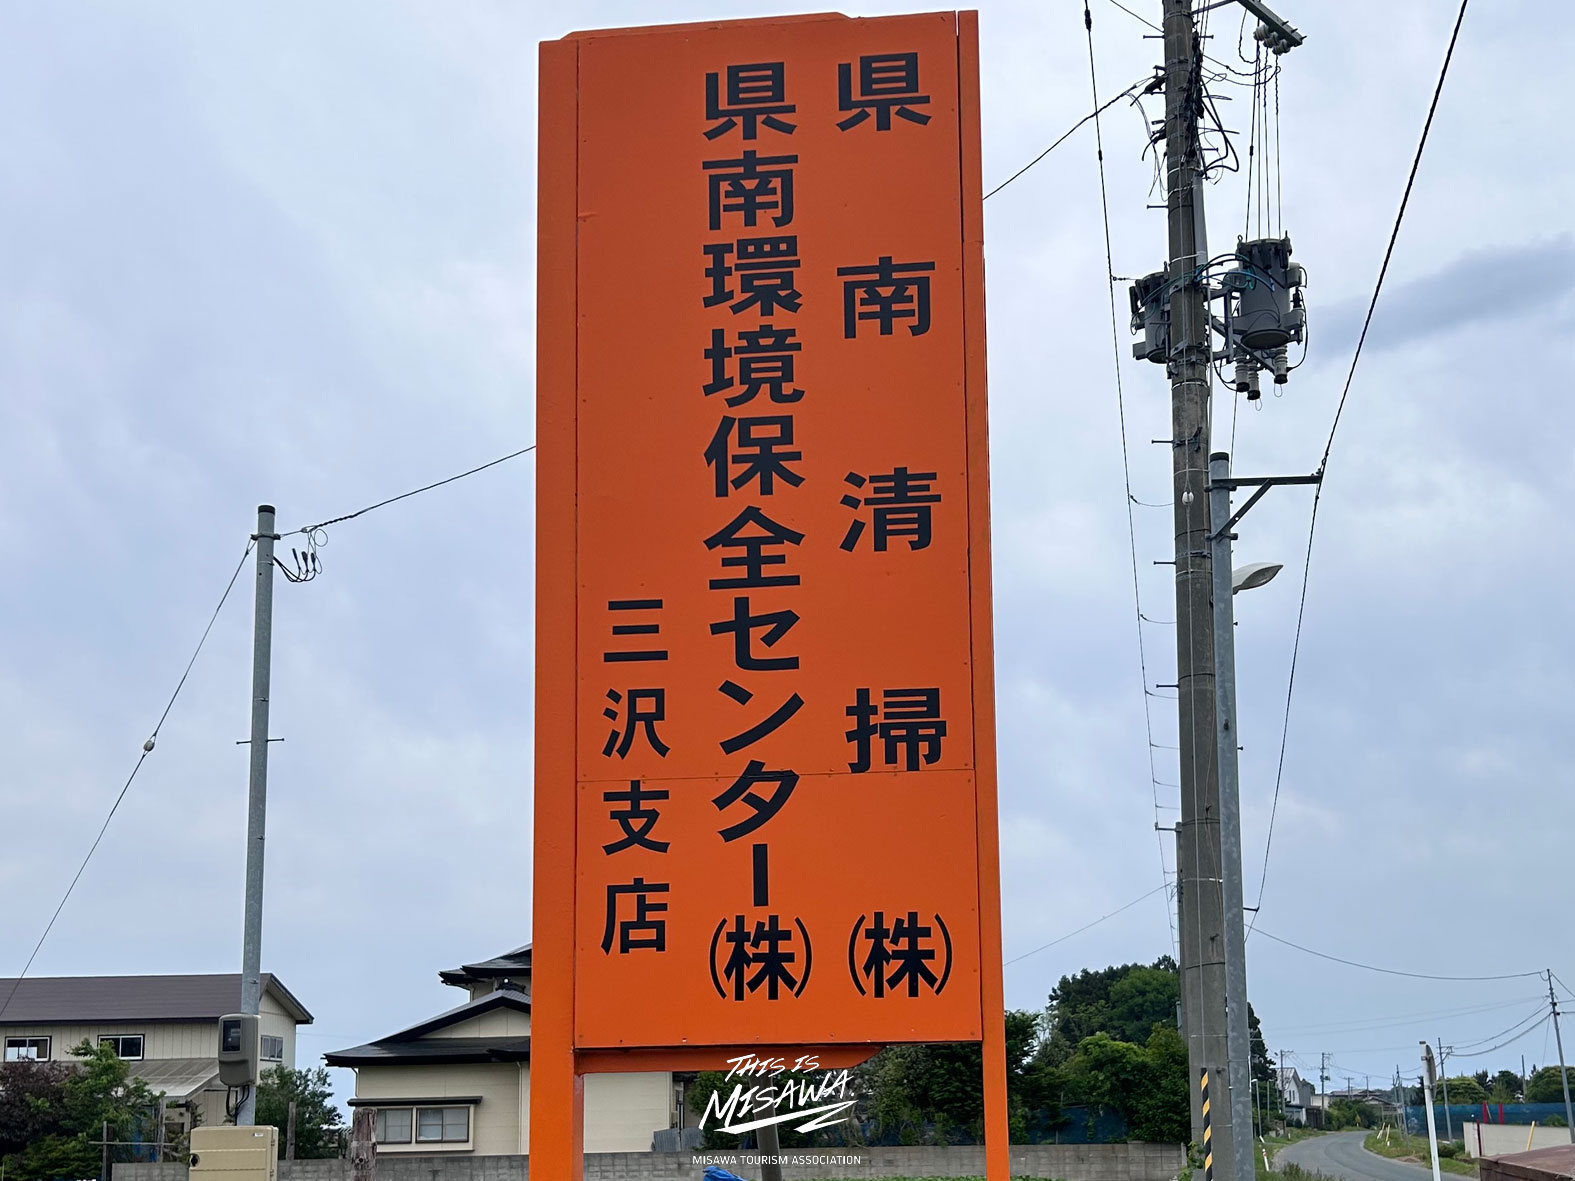 県南清掃(株)
県南環境保全センター(株)
三沢支店
THIS IS
MISAWA.
MISAWA TOURISM ASSOCIATION